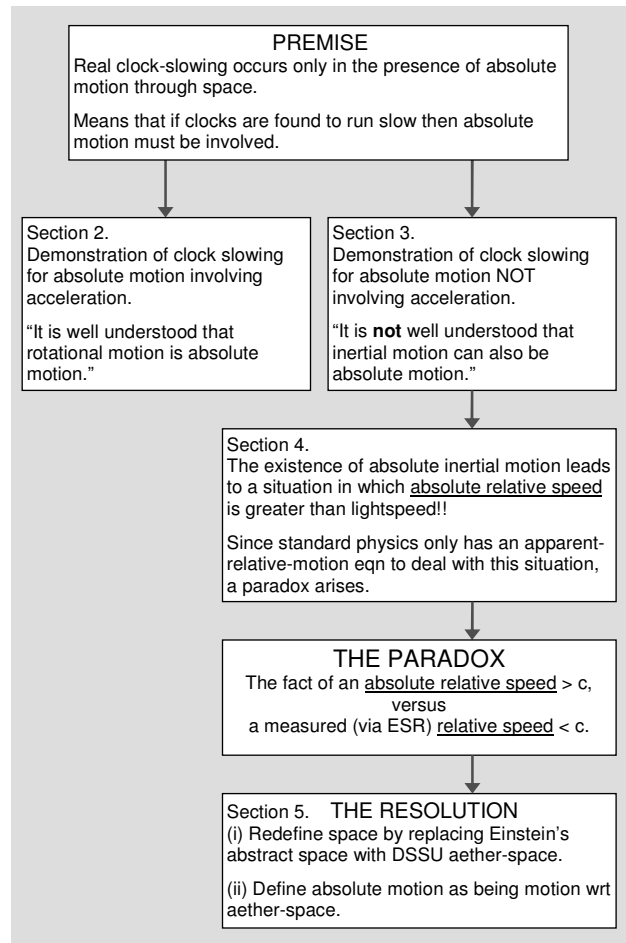 PREMISE
Real clock-slowing occurs only in the presence of absolute
motion through space.
Means that if clocks are found to run slow then absolute
motion must be involved.
Section 2.
Demonstration of clock slowing
for absolute motion involving
acceleration.
“It is well understood that
rotational motion is absolute
motion.”
Section 3.
Demonstration of clock slowing
for absolute motion NOT
involving acceleration.
“It is not well understood that
inertial motion can also be
absolute motion.”
Section 4.
The existence of absolute inertial motion leads
to a situation in which absolute relative speed
is greater than lightspeed!!
Since standard physics only has an apparent-
relative-motion eqn to deal with this situation,
a paradox arises.
THE PARADOX
The fact of an absolute relative speed > c,
versus
a measured (via ESR) relative speed < c.
Section 5. THE RESOLUTION
(i) Redefine space by replacing Einstein’s
abstract space with DSSU aether-space.
(ii) Define absolute motion as being motion wrt
aether-space.